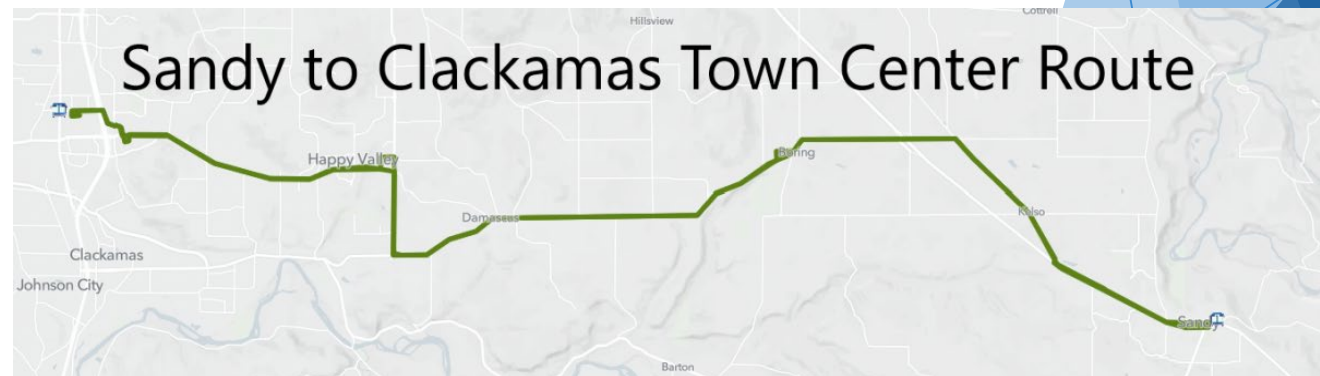 Hillsview
Cottrell
Sandy to Clackamas Town Center Route
Happy Valley
Boring
Damascus
Kelso
Clackamas
Johnson City
Sandy
Barton